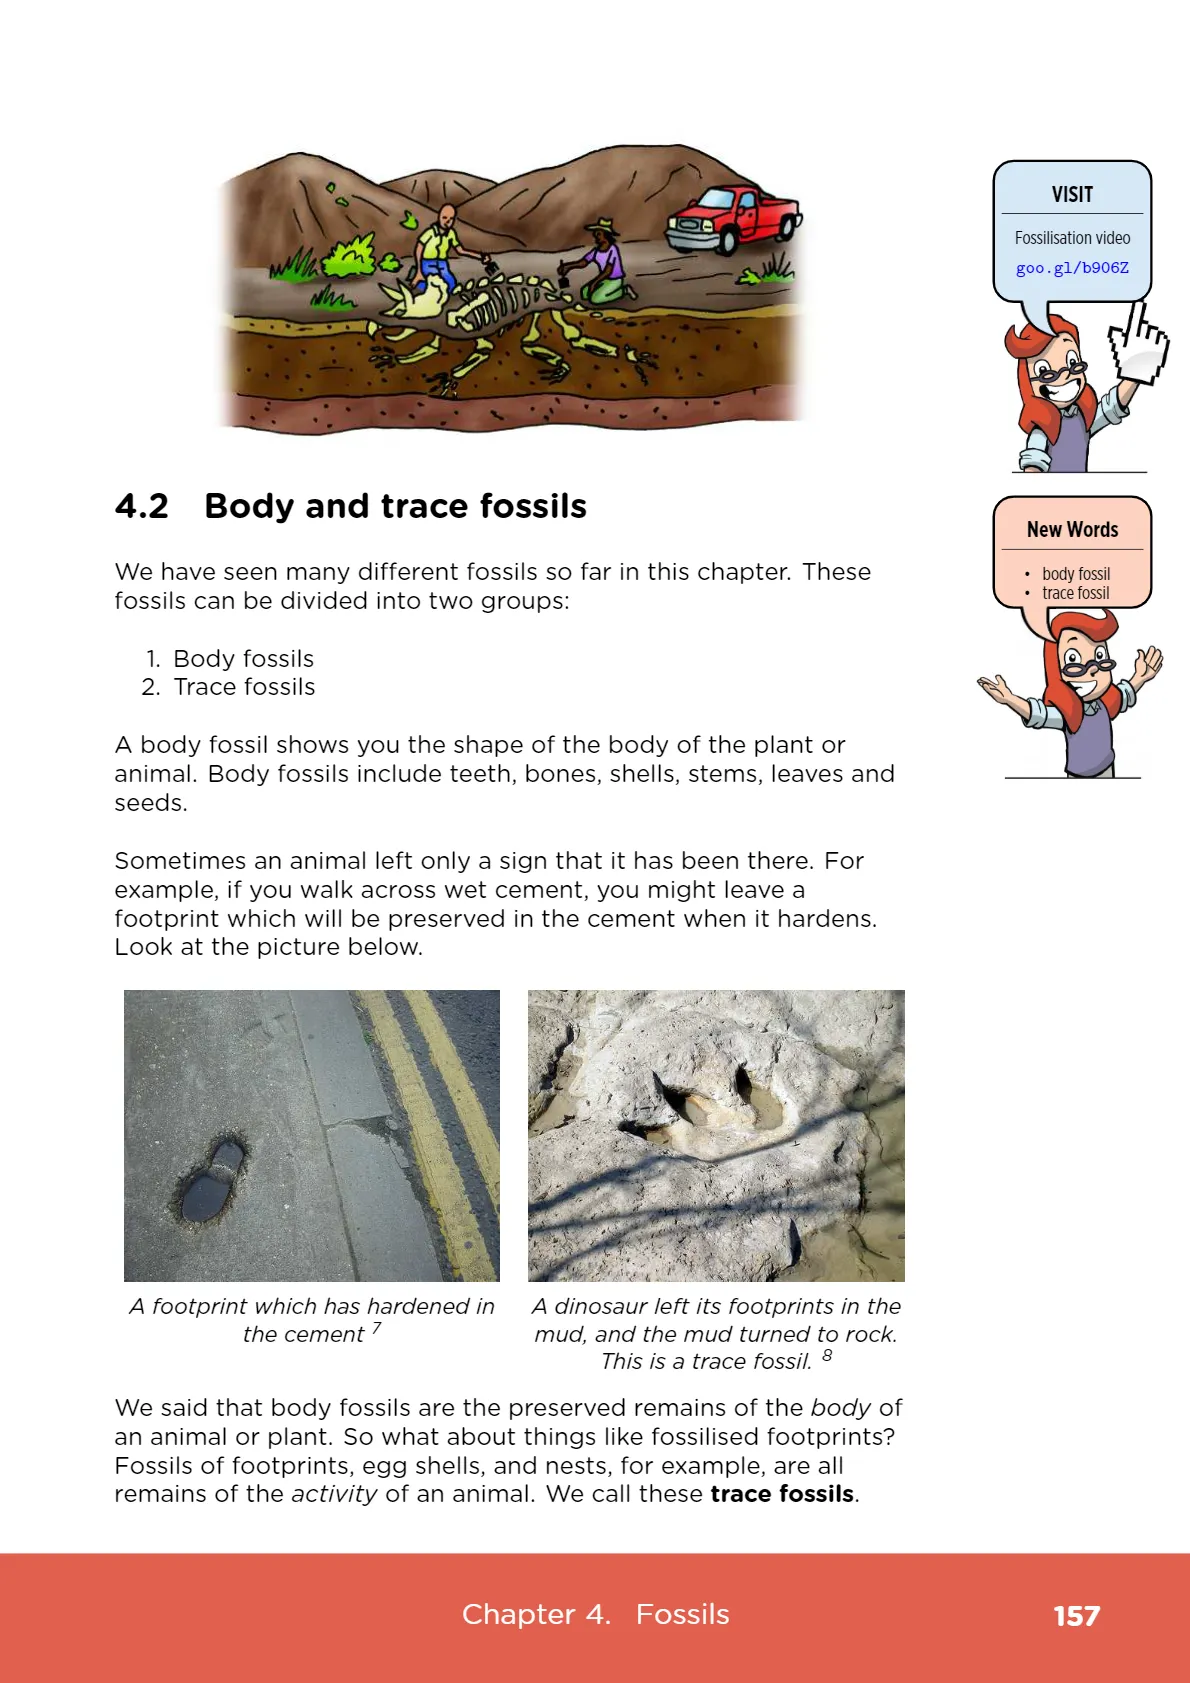 VISIT
Fossilisation video
goo.gl/b906Z
4.2 Body and trace fossils
New Words
• body fossil
• trace fossil
We have seen many different fossils so far in this chapter. These
fossils can be divided into two groups:
1. Body fossils
2. Trace fossils
A body fossil shows you the shape of the body of the plant or
animal. Body fossils include teeth, bones, shells, stems, leaves and
seeds.
Sometimes an animal left only a sign that it has been there. For
example, if you walk across wet cement, you might leave a
footprint which will be preserved in the cement when it hardens.
Look at the picture below.
A footprint which has hardened in
the cement 7
A dinosaur left its footprints in the
mud, and the mud turned to rock.
This is a trace fossil. 8
We said that body fossils are the preserved remains of the body of
an animal or plant. So what about things like fossilised footprints?
Fossils of footprints, egg shells, and nests, for example, are all
remains of the activity of an animal. We call these trace fossils.
Chapter 4. Fossils
157